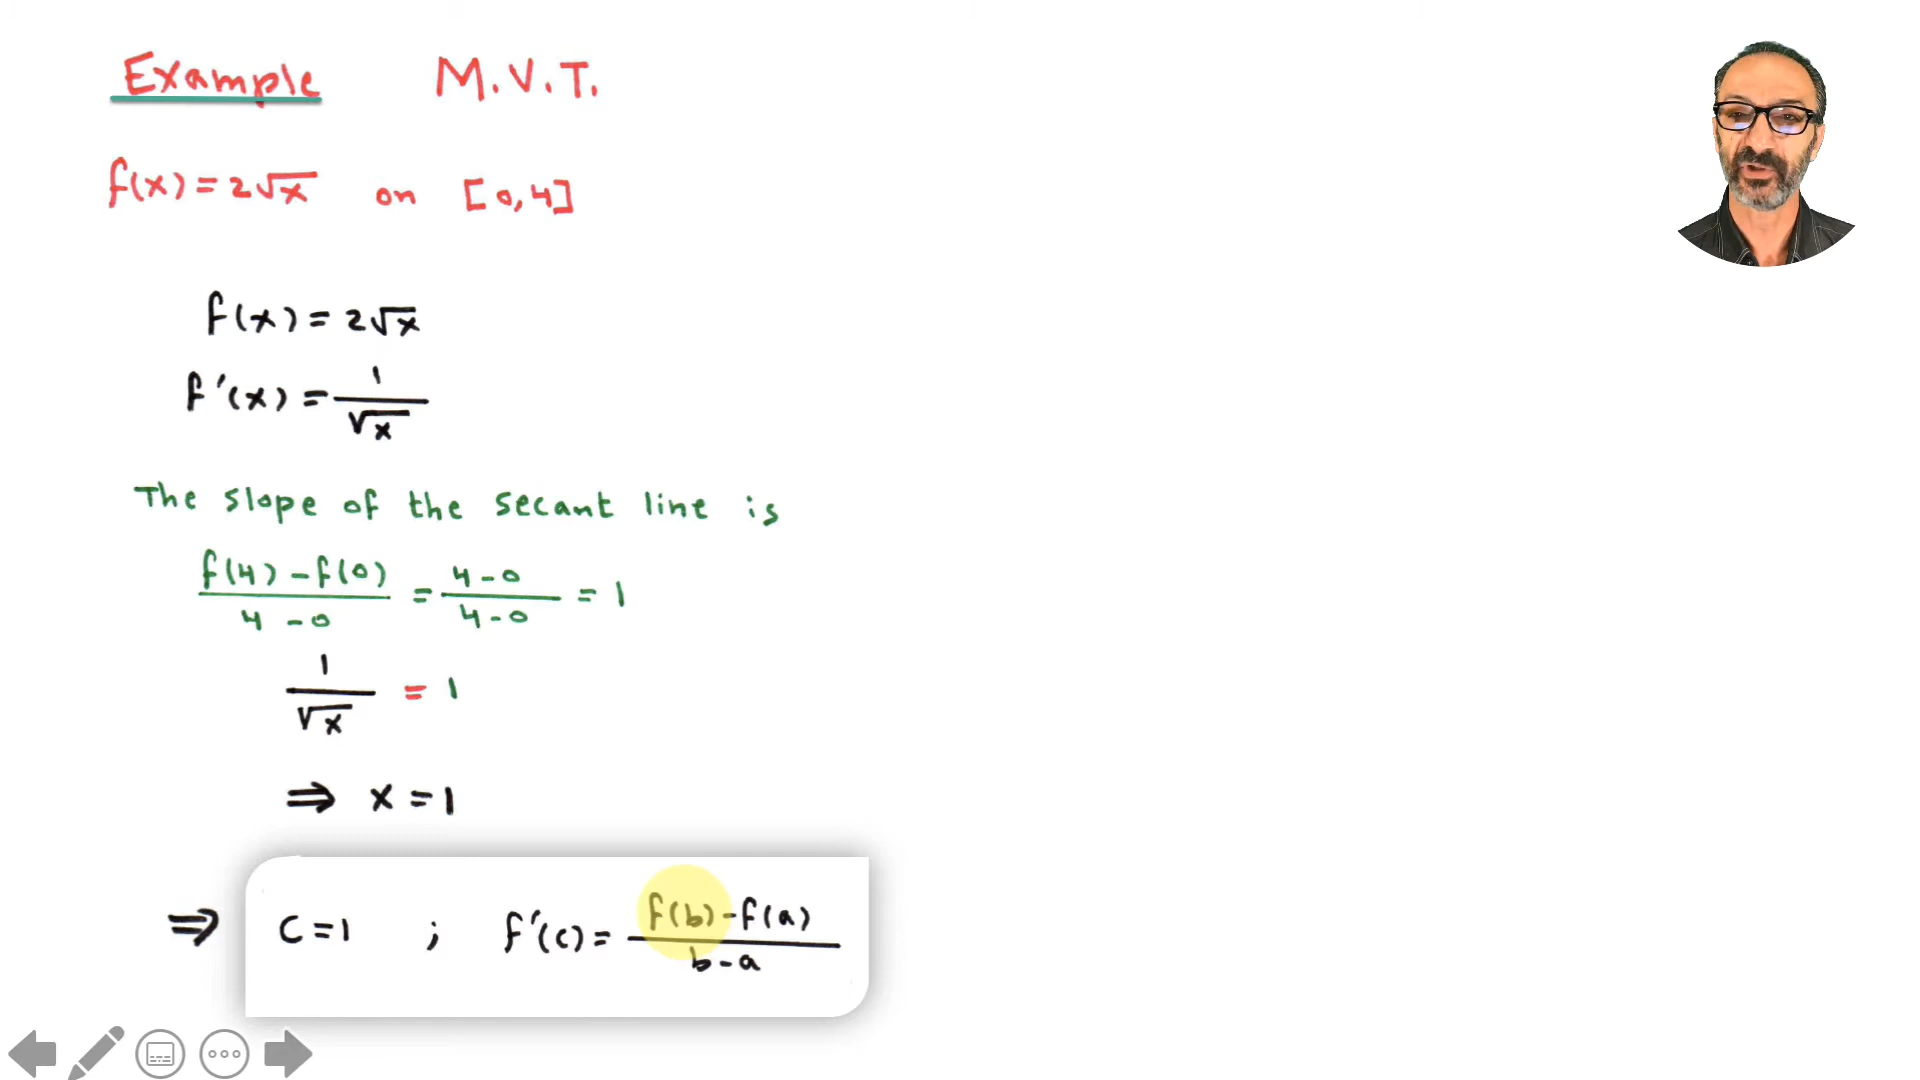 Example M.V.T.
f(x) = 2√x on [0,4]
f(x) = 2√x
f'(x) = 1/√x
The slope of the secant line is
(f(4) - f(0))/(4 - 0) = (4 - 0)/(4 - 0) = 1
1/√x = 1
⇒ x = 1
⇒ c = 1 ; f'(c) = (f(b) - f(a))/(b - a)